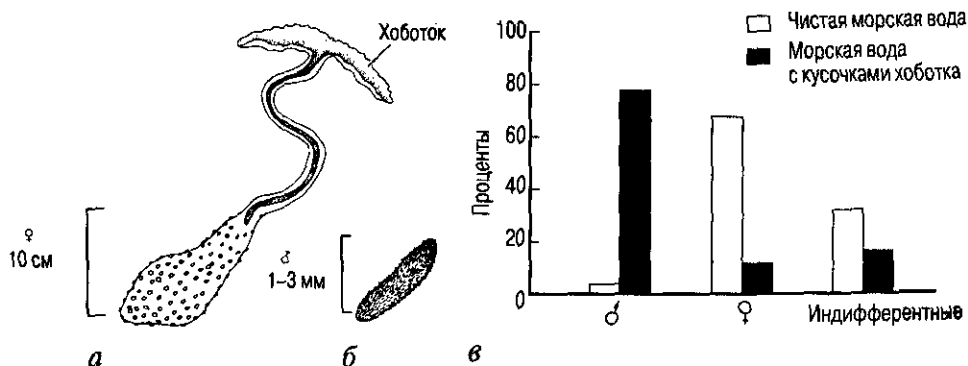 Хоботок
♀
10 см
♂
1–3 мм
а
б
в
Чистая морская вода
Морская вода
с кусочками хоботка
Проценты
100
80
60
40
20
0
♂
♀
Индифферентные